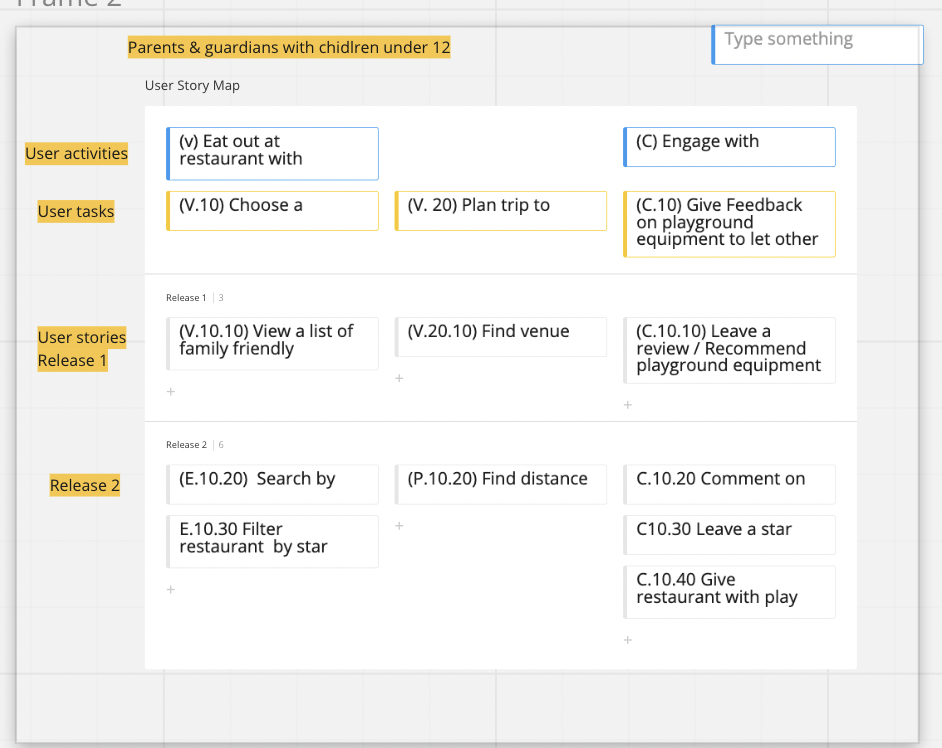 Frame 2
Type something
Parents & guardians with chidlren under 12
User Story Map
User activities
(v) Eat out at
restaurant with
(C) Engage with
User tasks
(V.10) Choose a
(V. 20) Plan trip to
(C.10) Give Feedback
on playground
equipment to let other
Release 1 | 3
User stories
Release 1
(V.10.10) View a list of
family friendly
+
(V.20.10) Find venue
+
(C.10.10) Leave a
review / Recommend
playground equipment
+
Release 2 | 6
Release 2
(E.10.20) Search by
E.10.30 Filter
restaurant by star
+
(P.10.20) Find distance
+
C.10.20 Comment on
C10.30 Leave a star
C.10.40 Give
restaurant with play
+